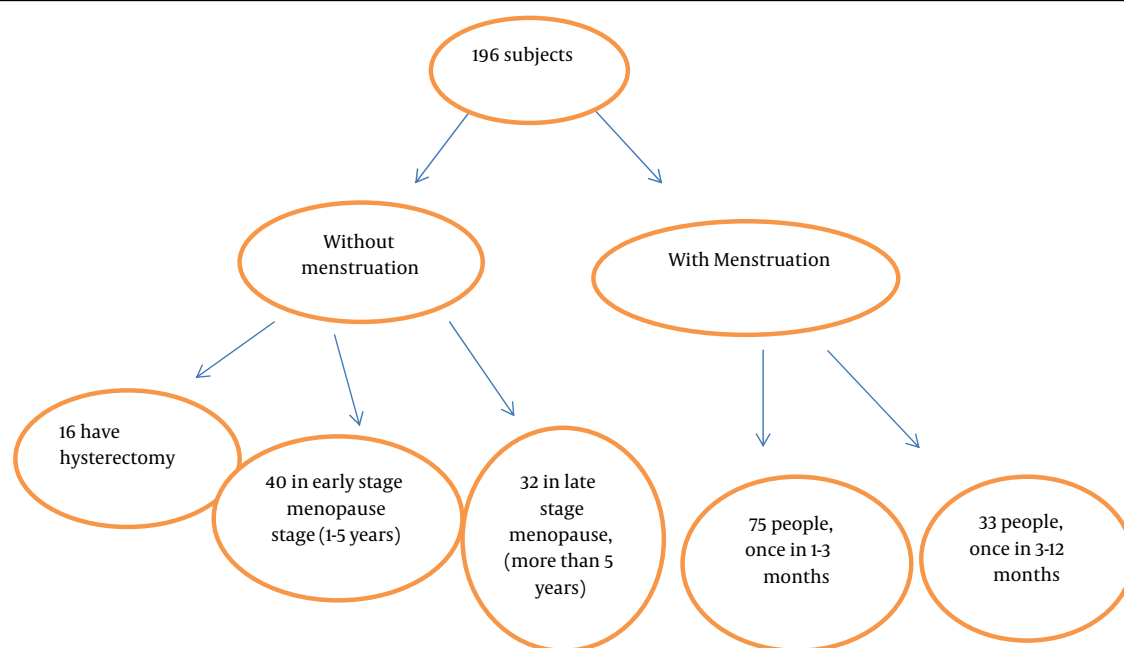 196 subjects
Without
menstruation
With Menstruation
16 have
hysterectomy
40 in early stage
menopause
stage (1-5 years)
32 in late
stage
menopause,
(more than 5
years)
75 people,
once in 1-3
months
33 people,
once in 3-12
months